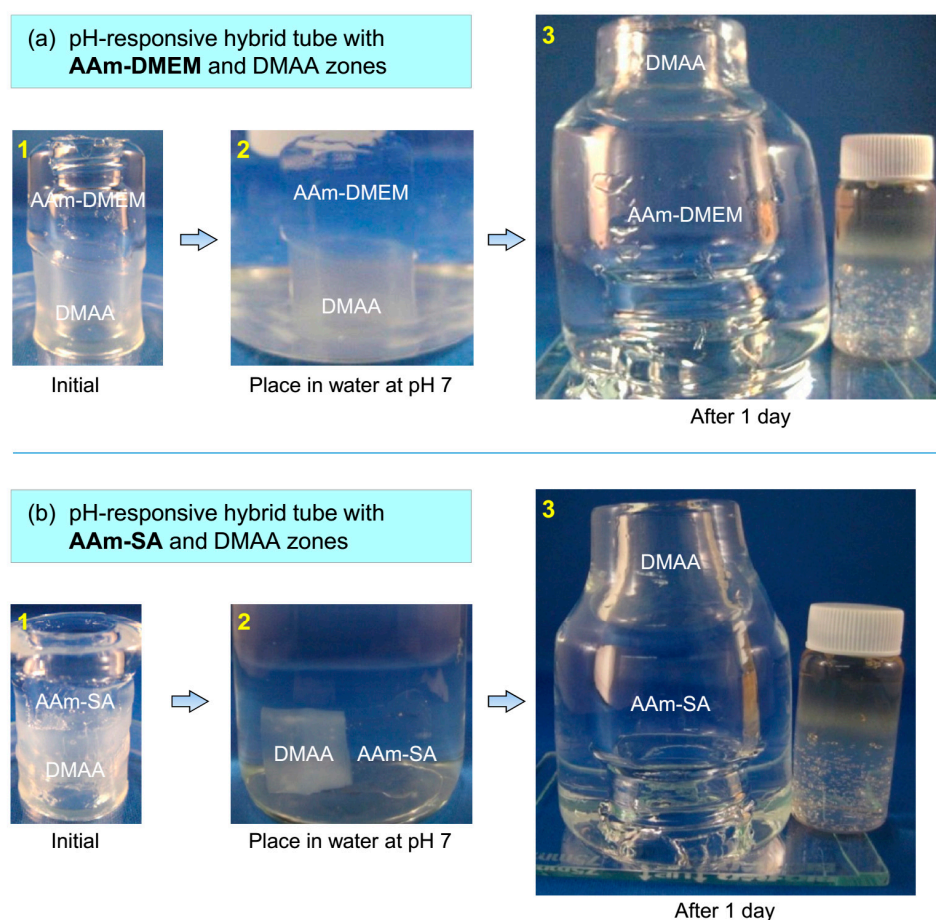 (a) pH-responsive hybrid tube with
AAm-DMEM and DMAA zones
1
AAm-DMEM
DMAA
Initial
2
AAm-DMEM
DMAA
Place in water at pH 7
3
DMAA
AAm-DMEM
After 1 day
(b) pH-responsive hybrid tube with
AAm-SA and DMAA zones
1
AAm-SA
DMAA
Initial
2
DMAA
AAm-SA
Place in water at pH 7
3
DMAA
AAm-SA
After 1 day